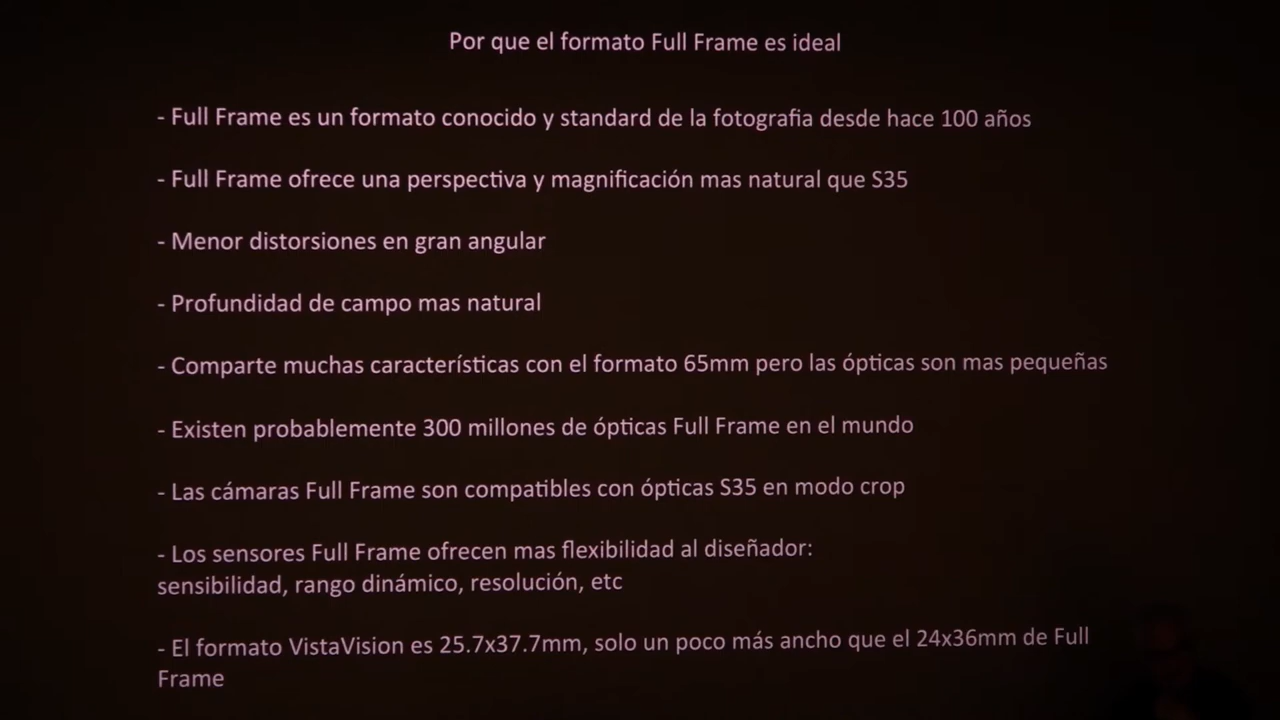 Por que el formato Full Frame es ideal
- Full Frame es un formato conocido y standard de la fotografia desde hace 100 años
- Full Frame ofrece una perspectiva y magnificación mas natural que S35
- Menor distorsiones en gran angular
- Profundidad de campo mas natural
- Comparte muchas características con el formato 65mm pero las ópticas son mas pequeñas
- Existen probablemente 300 millones de ópticas Full Frame en el mundo
- Las cámaras Full Frame son compatibles con ópticas S35 en modo crop
- Los sensores Full Frame ofrecen mas flexibilidad al diseñador:
sensibilidad, rango dinámico, resolución, etc
- El formato VistaVision es 25.7x37.7mm, solo un poco más ancho que el 24x36mm de Full
Frame